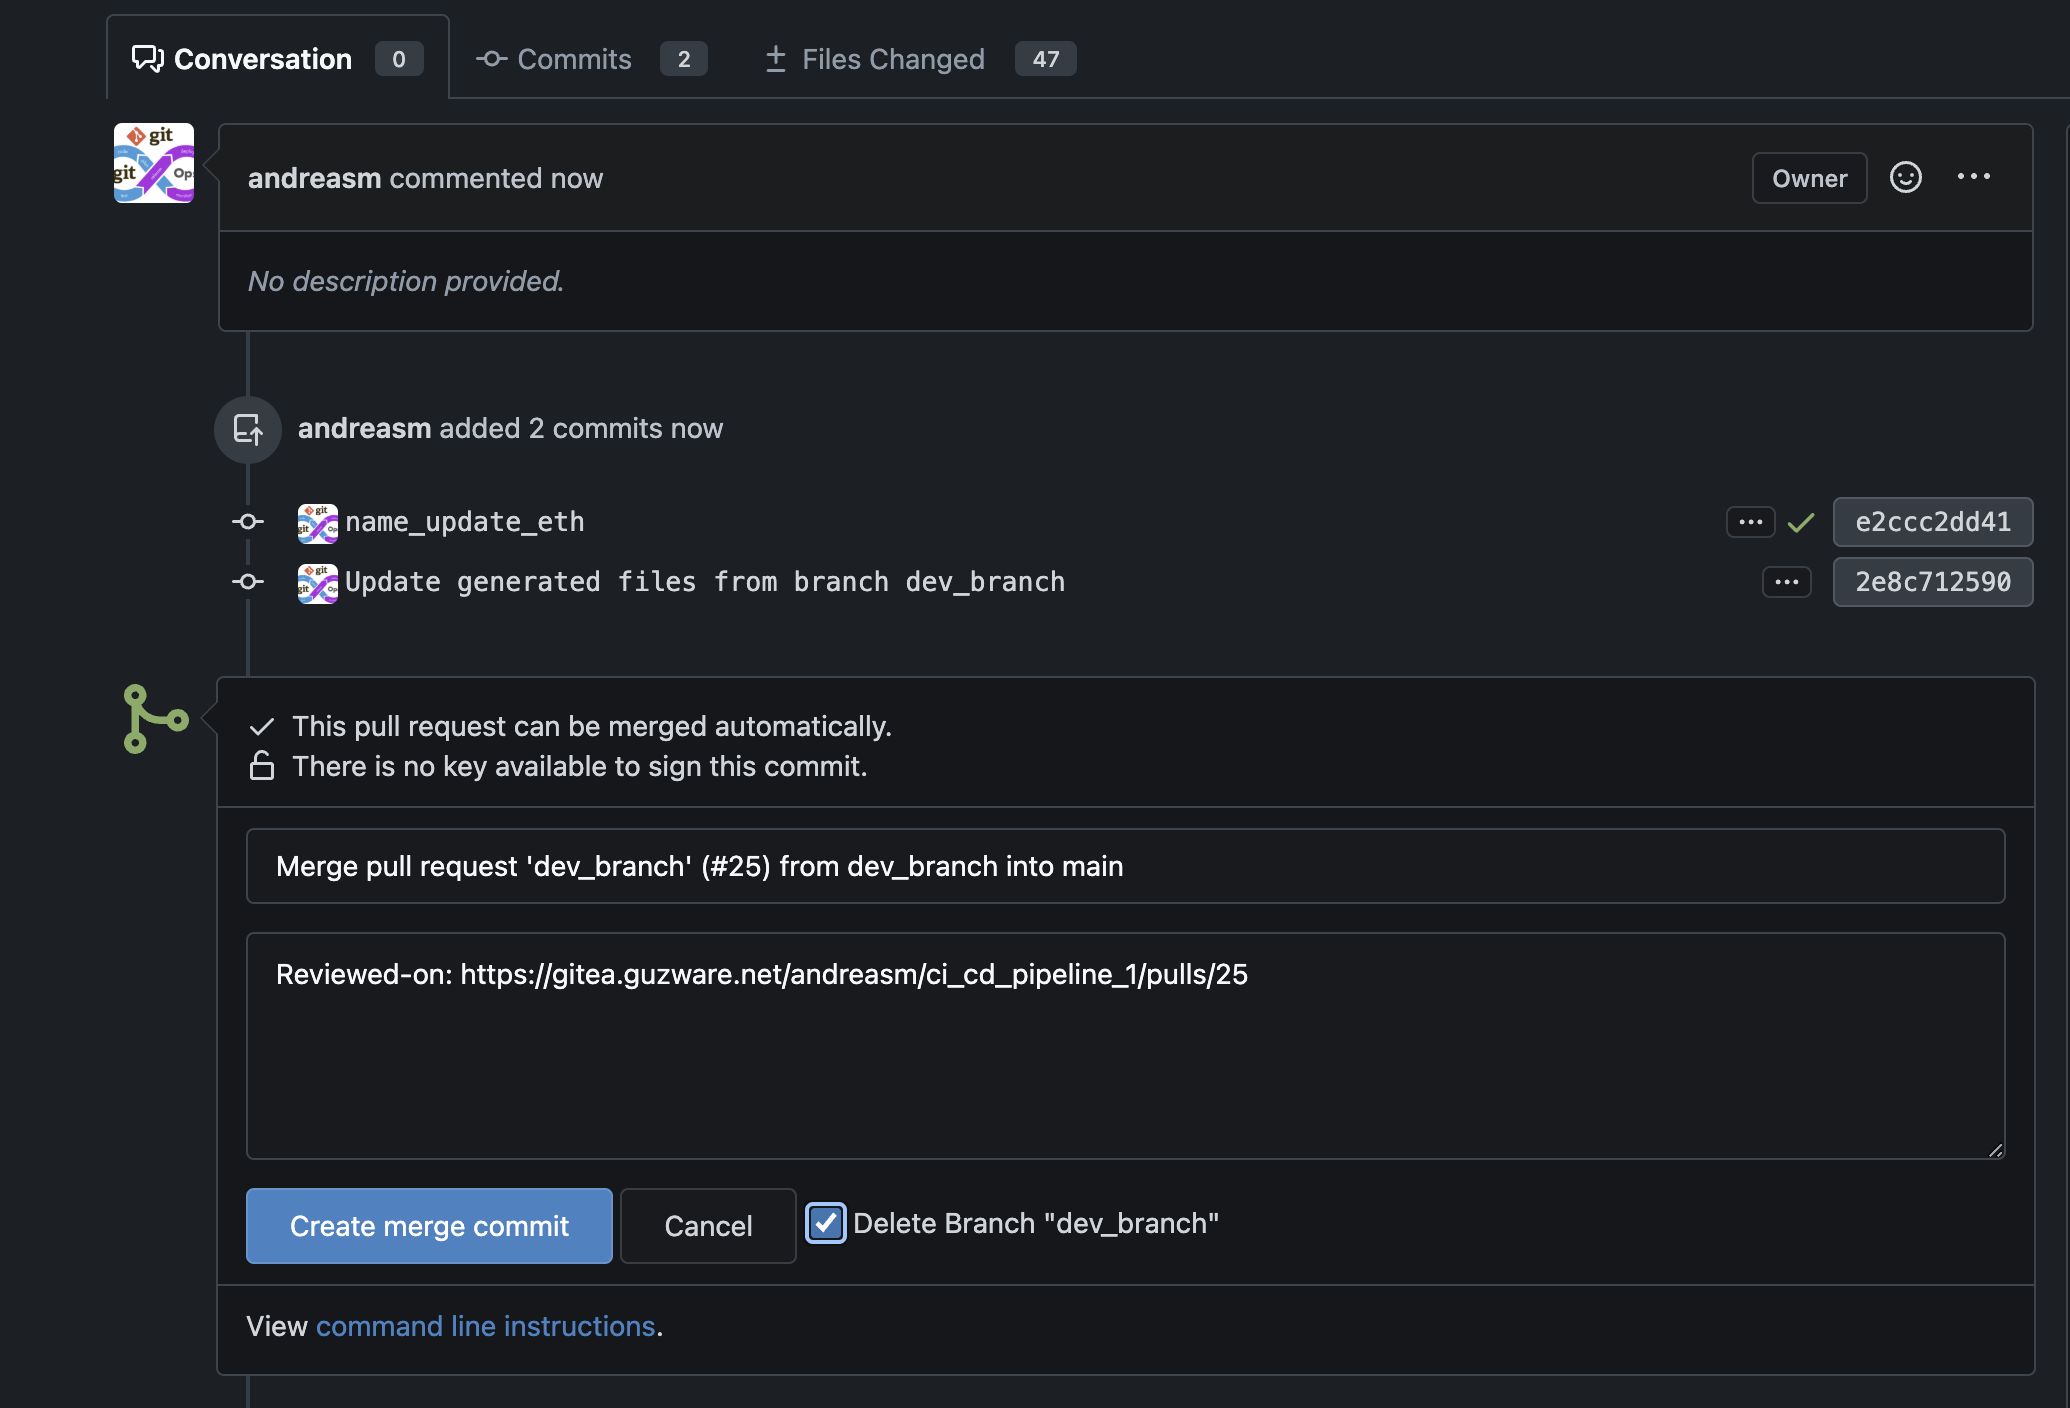 Conversation 0 Commits 2 Files Changed 47
git
git Op
andreasm commented now Owner
No description provided.
andreasm added 2 commits now
name_update_eth e2ccc2dd41
Update generated files from branch dev_branch 2e8c712590
This pull request can be merged automatically.
There is no key available to sign this commit.
Merge pull request 'dev_branch' (#25) from dev_branch into main
Reviewed-on: https://gitea.guzware.net/andreasm/ci_cd_pipeline_1/pulls/25
Create merge commit Cancel Delete Branch "dev_branch"
View command line instructions.